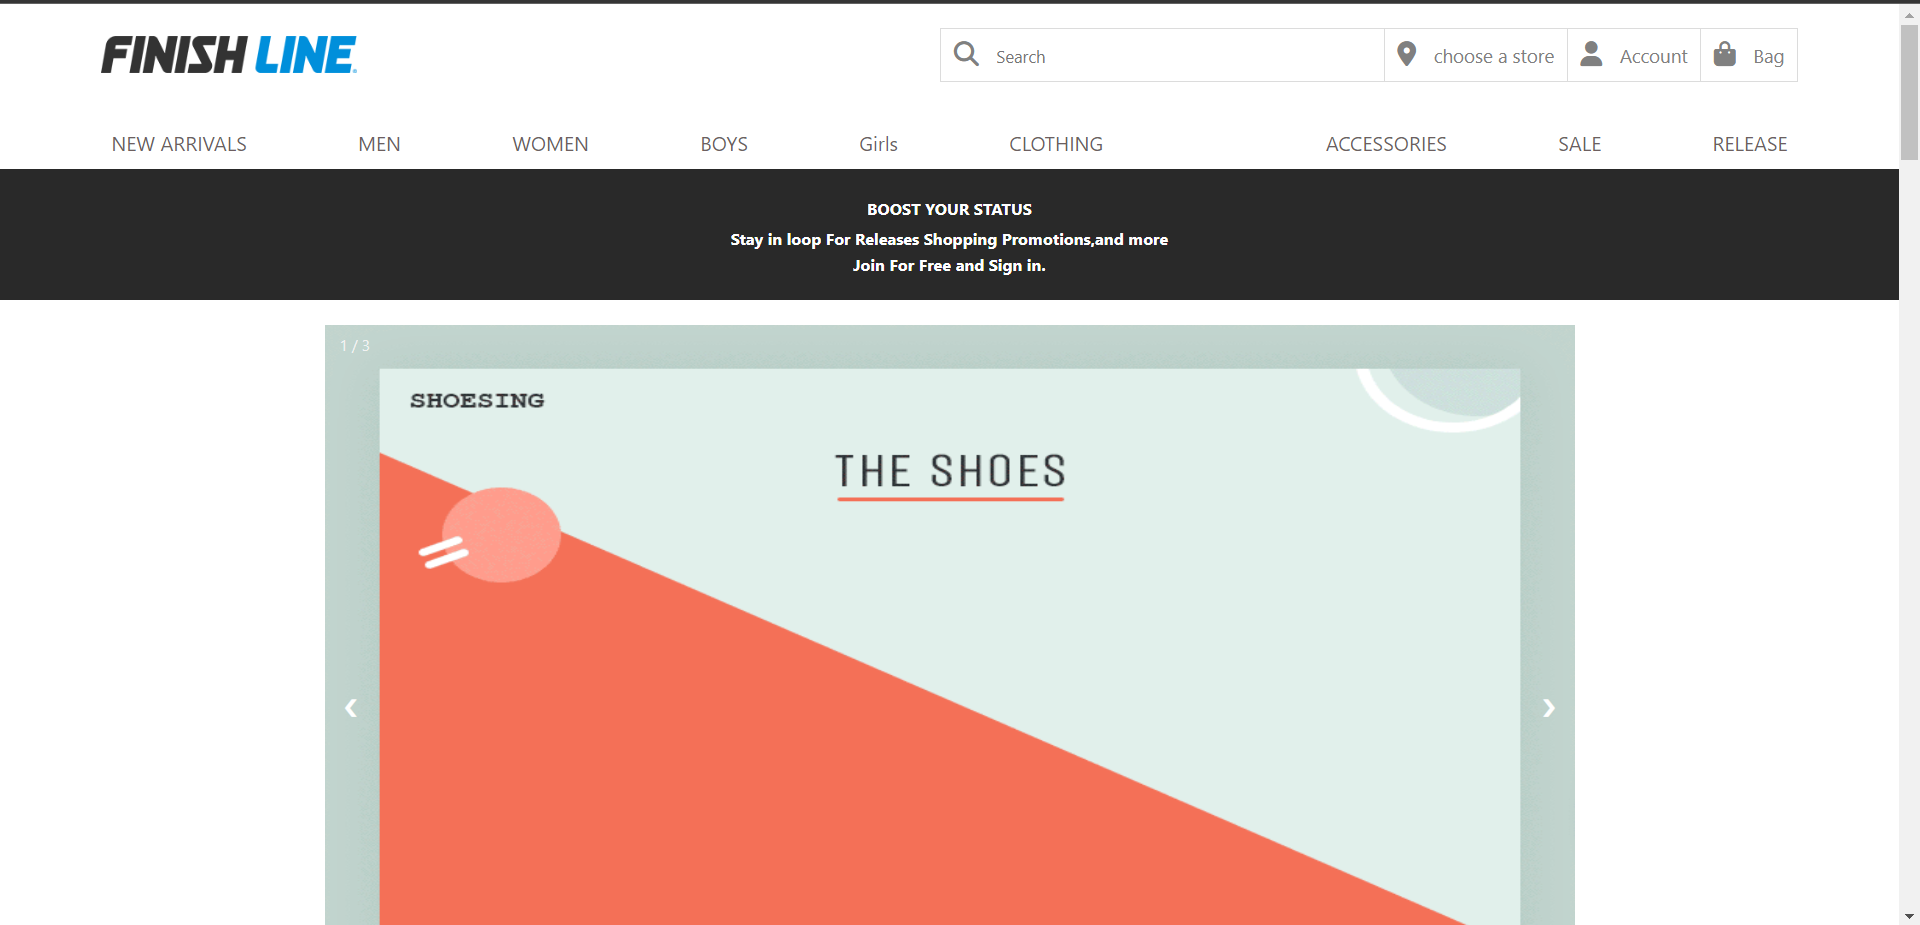 FINISH LINE
Search
choose a store
Account
Bag
NEW ARRIVALS
MEN
WOMEN
BOYS
Girls
CLOTHING
ACCESSORIES
SALE
RELEASE
BOOST YOUR STATUS
Stay in loop For Releases Shopping Promotions,and more
Join For Free and Sign in.
1 / 3
SHOESING
THE SHOES